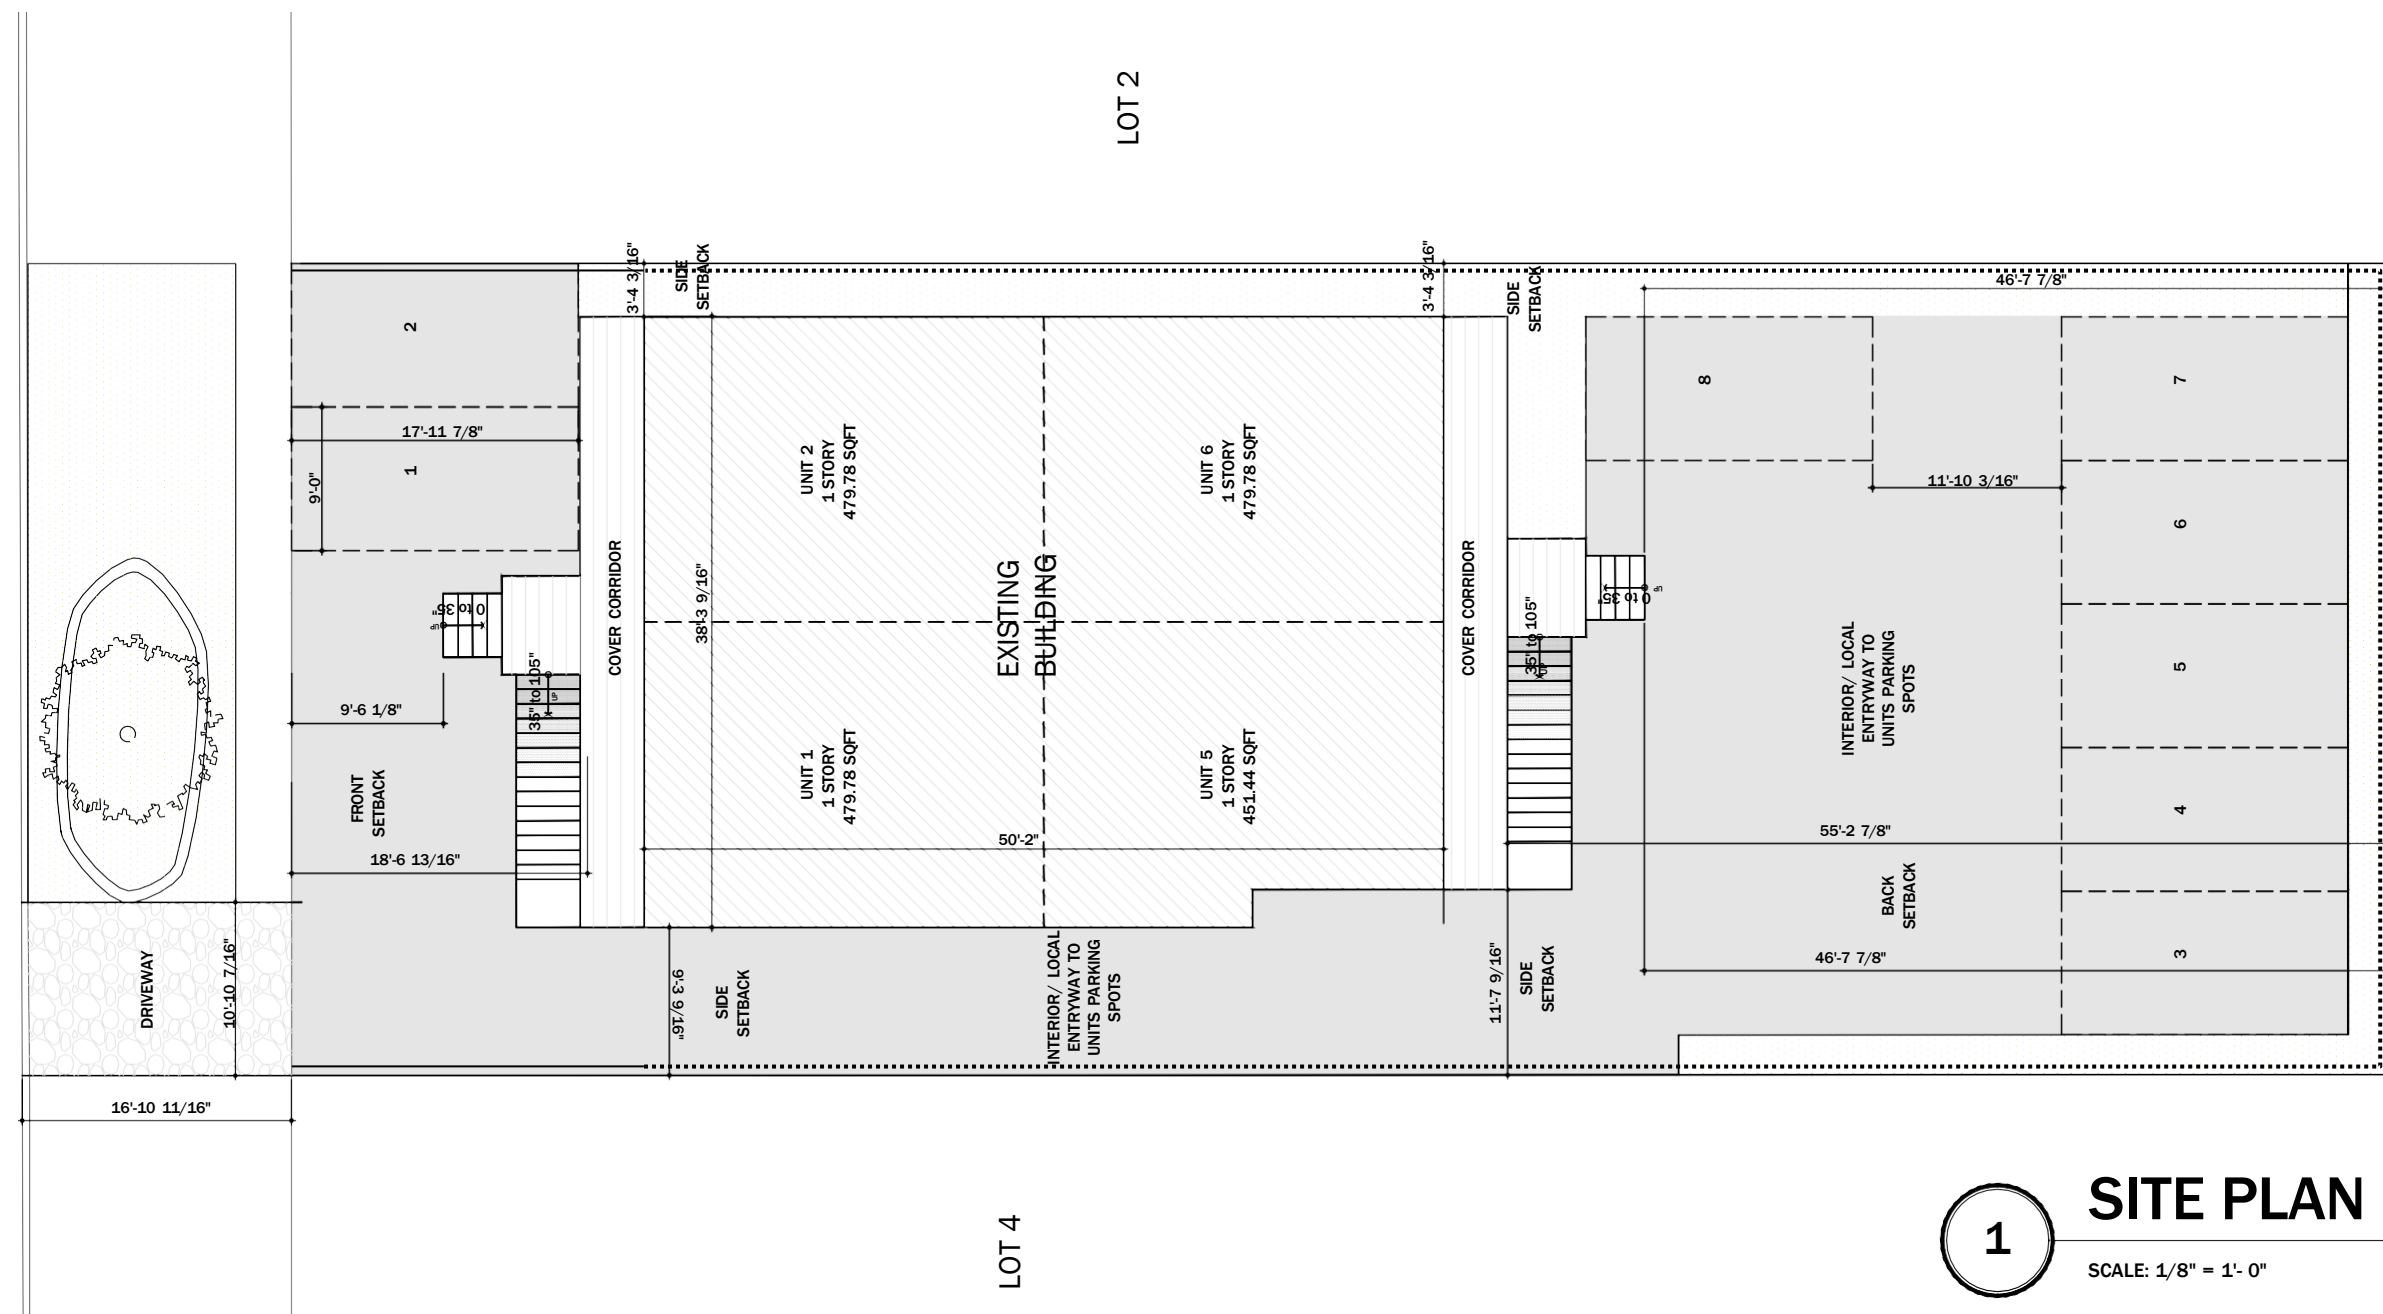 LOT 2
3'-4 3/16"
SIDE
SETBACK
3'-4 3/16"
SIDE
SETBACK
46'-7 7/8"
2
17'-11 7/8"
1
9'-0"
UNIT 2
1 STORY
479.78 SQFT
UNIT 6
1 STORY
479.78 SQFT
8
7
11'-10 3/16"
6
COVER CORRIDOR
38'-3 9/16"
EXISTING
BUILDING
COVER CORRIDOR
0 to 35"
UP
35" to 105"
UP
0 to 35"
UP
35" to 105"
UP
INTERIOR/ LOCAL
ENTRYWAY TO
UNITS PARKING
SPOTS
5
9'-6 1/8"
FRONT
SETBACK
18'-6 13/16"
UNIT 1
1 STORY
479.78 SQFT
UNIT 5
1 STORY
451.44 SQFT
50'-2"
55'-2 7/8"
4
BACK
SETBACK
46'-7 7/8"
3
DRIVEWAY
10'-10 7/16"
9'-3 9/16"
SIDE
SETBACK
INTERIOR/ LOCAL
ENTRYWAY TO
UNITS PARKING
SPOTS
11'-7 9/16"
SIDE
SETBACK
16'-10 11/16"
LOT 4
1
SITE PLAN
SCALE: 1/8" = 1'- 0"